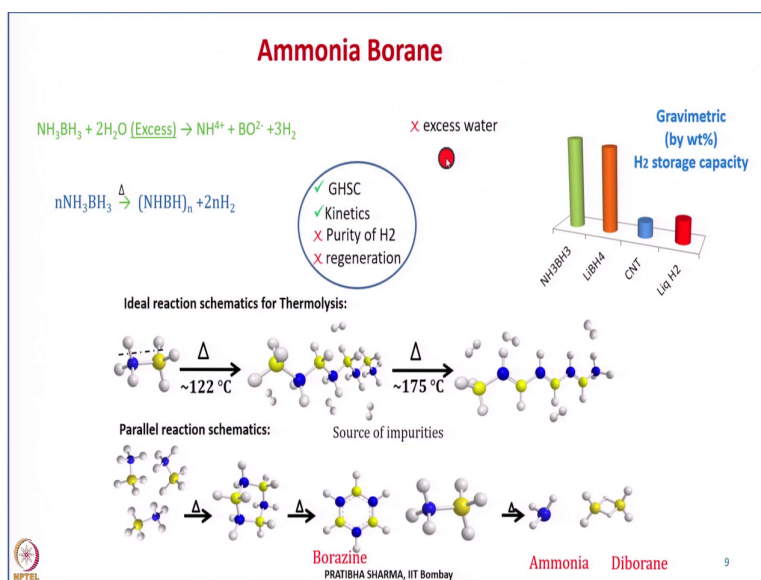 Ammonia Borane
NH₃BH₃ + 2H₂O (Excess) → NH⁴⁺ + BO²⁻ +3H₂
✗ excess water
Gravimetric
(by wt%)
H₂ storage capacity
Δ
nNH₃BH₃ → (NHBH)ₙ +2nH₂
✓ GHSC
✓ Kinetics
✗ Purity of H2
✗ regeneration
NH3BH3
LiBH4
CNT
Liq H2
Ideal reaction schematics for Thermolysis:
Δ
~122 °C
Δ
~175 °C
Parallel reaction schematics:
Source of impurities
Δ
Δ
Δ
Borazine
Ammonia
Diborane
NPTEL
PRATIBHA SHARMA, IIT Bombay
9